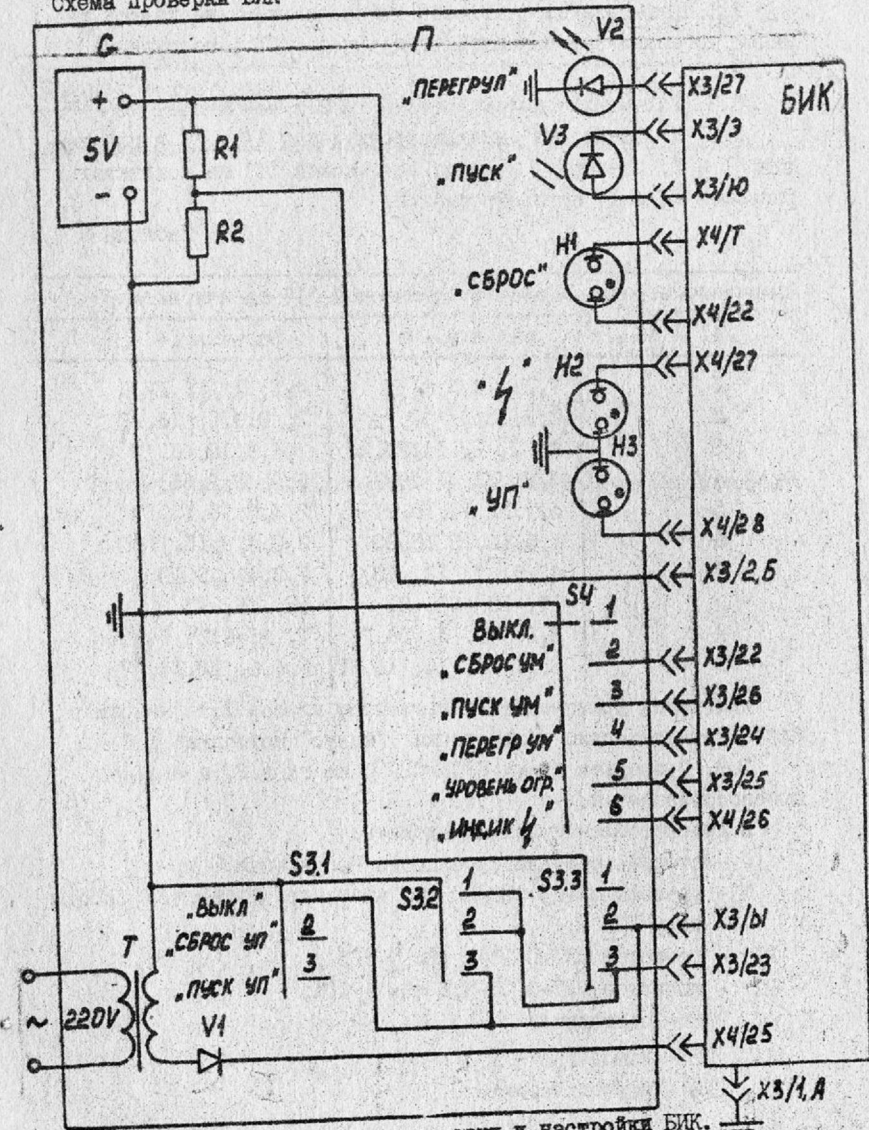 Схема проверки БИК.
G
П
V2
+
5V
-
R1
R2
„ПЕРЕГРУЛ"
X3/27
БИК
V3
X3/Э
„ПУСК"
X3/Ю
H1
X4/Т
„СБРОС"
X4/22
H2
X4/27
„ "
H3
„УП"
X4/28
X3/2,Б
S4
ВЫКЛ.
1
„СБРОС УМ"
2
X3/22
„ПУСК УМ"
3
X3/26
„ПЕРЕГР УМ"
4
X3/24
„УРОВЕНЬ ОГР."
5
X3/25
6
X4/26
S3.1
S3.2
S3.3
„ВЫКЛ"
1
1
„СБРОС УП"
2
2
2
X3/Ы
„ПУСК УП"
3
3
3
X3/23
T
~ 220V
V1
X4/25
X3/1,А
и настройки БИК.